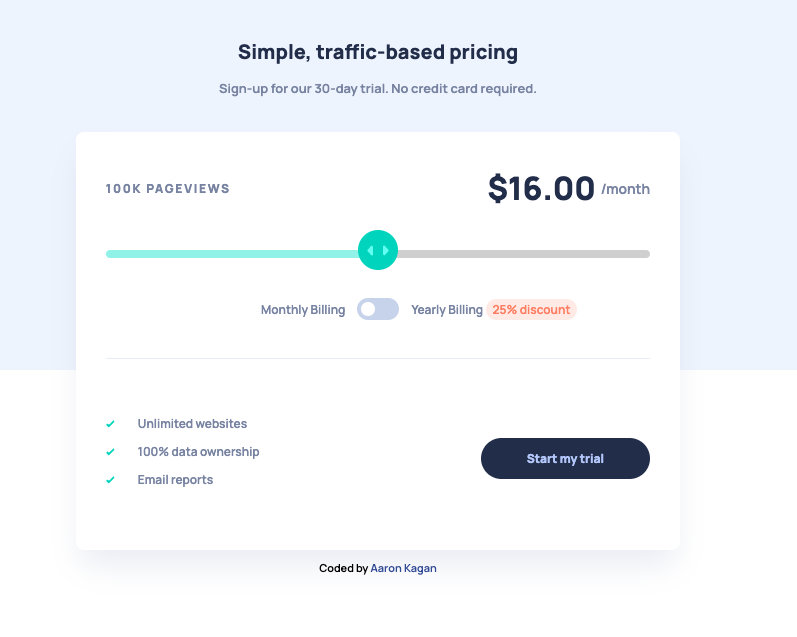 Simple, traffic-based pricing
Sign-up for our 30-day trial. No credit card required.
100K PAGEVIEWS
$16.00 /month
Monthly Billing
Yearly Billing 25% discount
Unlimited websites
100% data ownership
Email reports
Start my trial
Coded by Aaron Kagan